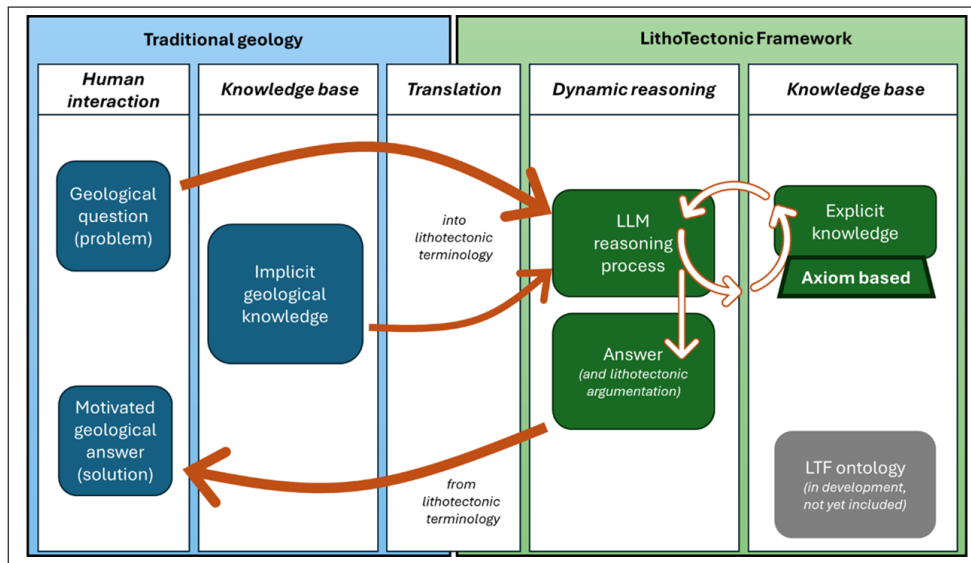 Traditional geology
LithoTectonic Framework
Human
interaction
Knowledge base
Translation
Dynamic reasoning
Knowledge base
Geological
question
(problem)
Implicit
geological
knowledge
into
lithotectonic
terminology
LLM
reasoning
process
Explicit
knowledge
Axiom based
Answer
(and lithotectonic
argumentation)
Motivated
geological
answer
(solution)
from
lithotectonic
terminology
LTF ontology
(in development,
not yet included)